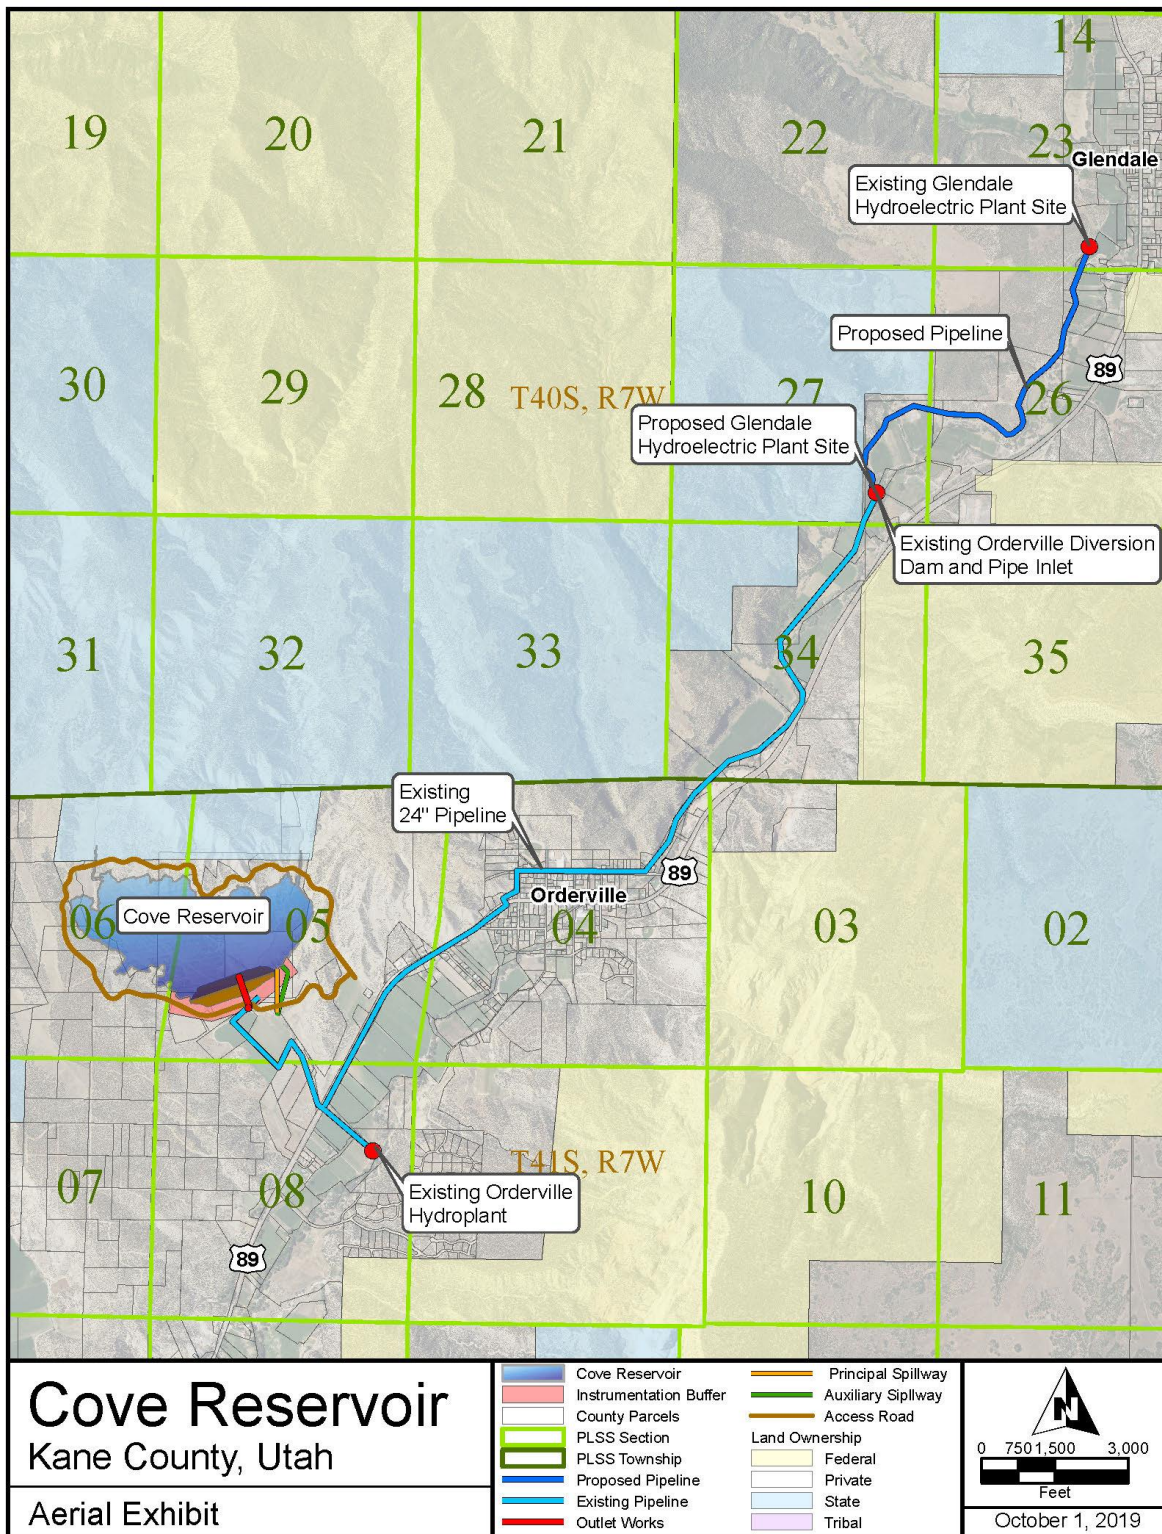 14
19
20
21
22
23
Glendale
Existing Glendale
Hydroelectric Plant Site
Proposed Pipeline
89
30
29
28
T40S, R7W
27
26
Proposed Glendale
Hydroelectric Plant Site
Existing Orderville Diversion
Dam and Pipe Inlet
31
32
33
34
35
Existing
24" Pipeline
89
Orderville
06
Cove Reservoir
05
04
03
02
07
08
T41S, R7W
10
11
Existing Orderville
Hydroplant
89
Cove Reservoir
Kane County, Utah
Aerial Exhibit
Cove Reservoir
Instrumentation Buffer
County Parcels
PLSS Section
PLSS Township
Proposed Pipeline
Existing Pipeline
Outlet Works
Principal Spillway
Auxiliary Sipllway
Access Road
Land Ownership
Federal
Private
State
Tribal
N
0 750 1,500 3,000
Feet
October 1, 2019